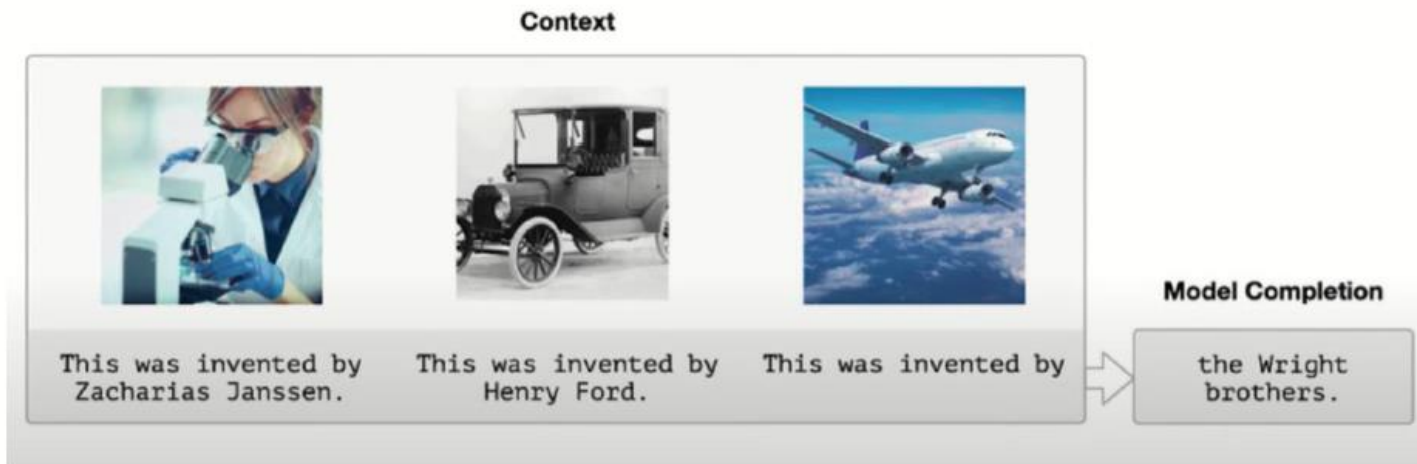 Context
This was invented by
Zacharias Janssen.
This was invented by
Henry Ford.
This was invented by
Model Completion
the Wright
brothers.